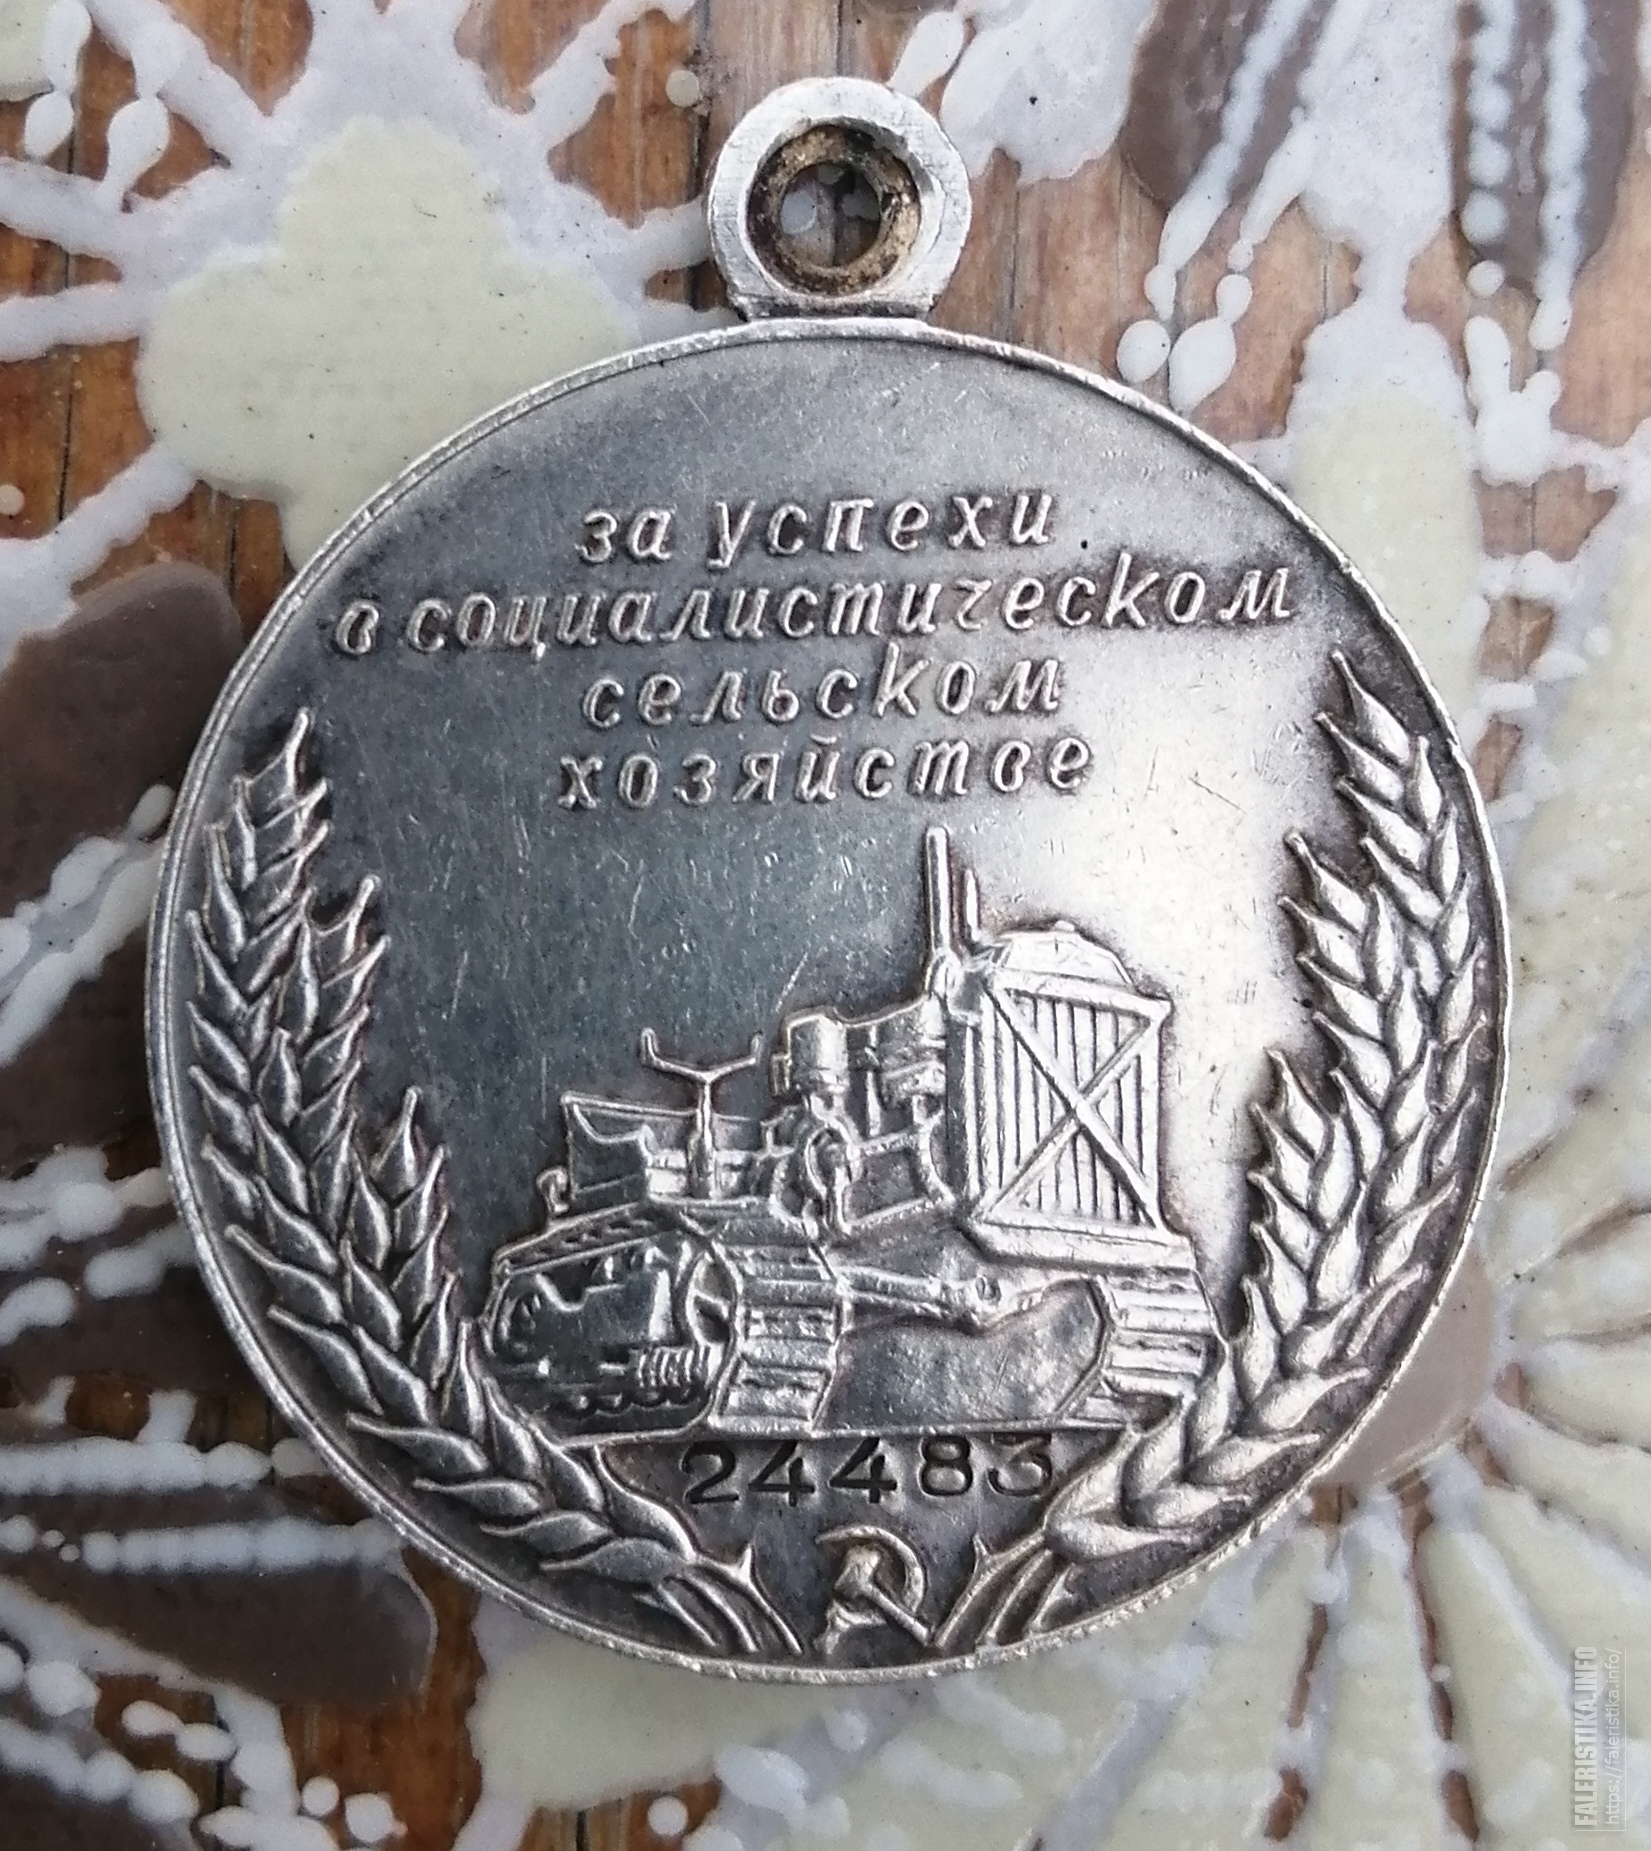 за успехи
в социалистическом
сельском
хозяйстве
24483
FALERISTIKA.INFO
https://faleristika.info/